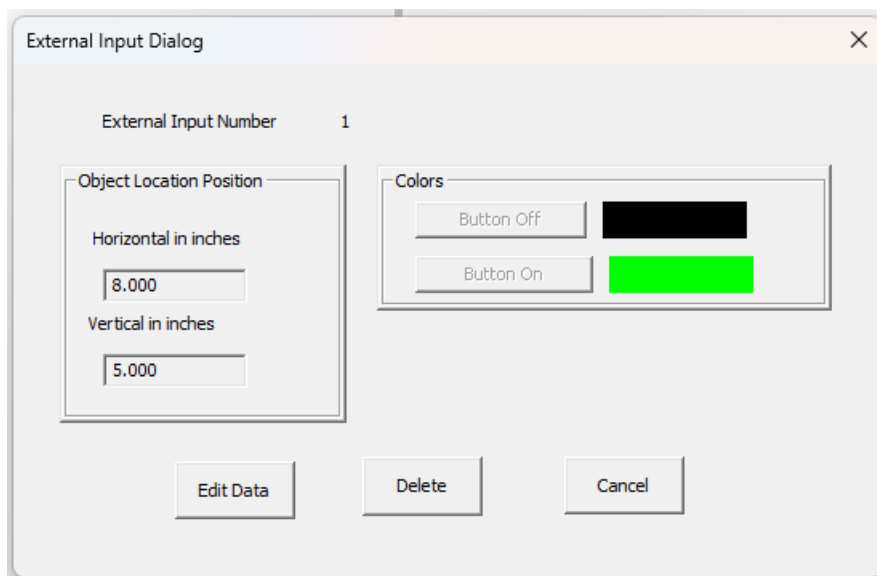 External Input Dialog
External Input Number 1
Object Location Position
Horizontal in inches
8.000
Vertical in inches
5.000
Colors
Button Off
Button On
Edit Data
Delete
Cancel